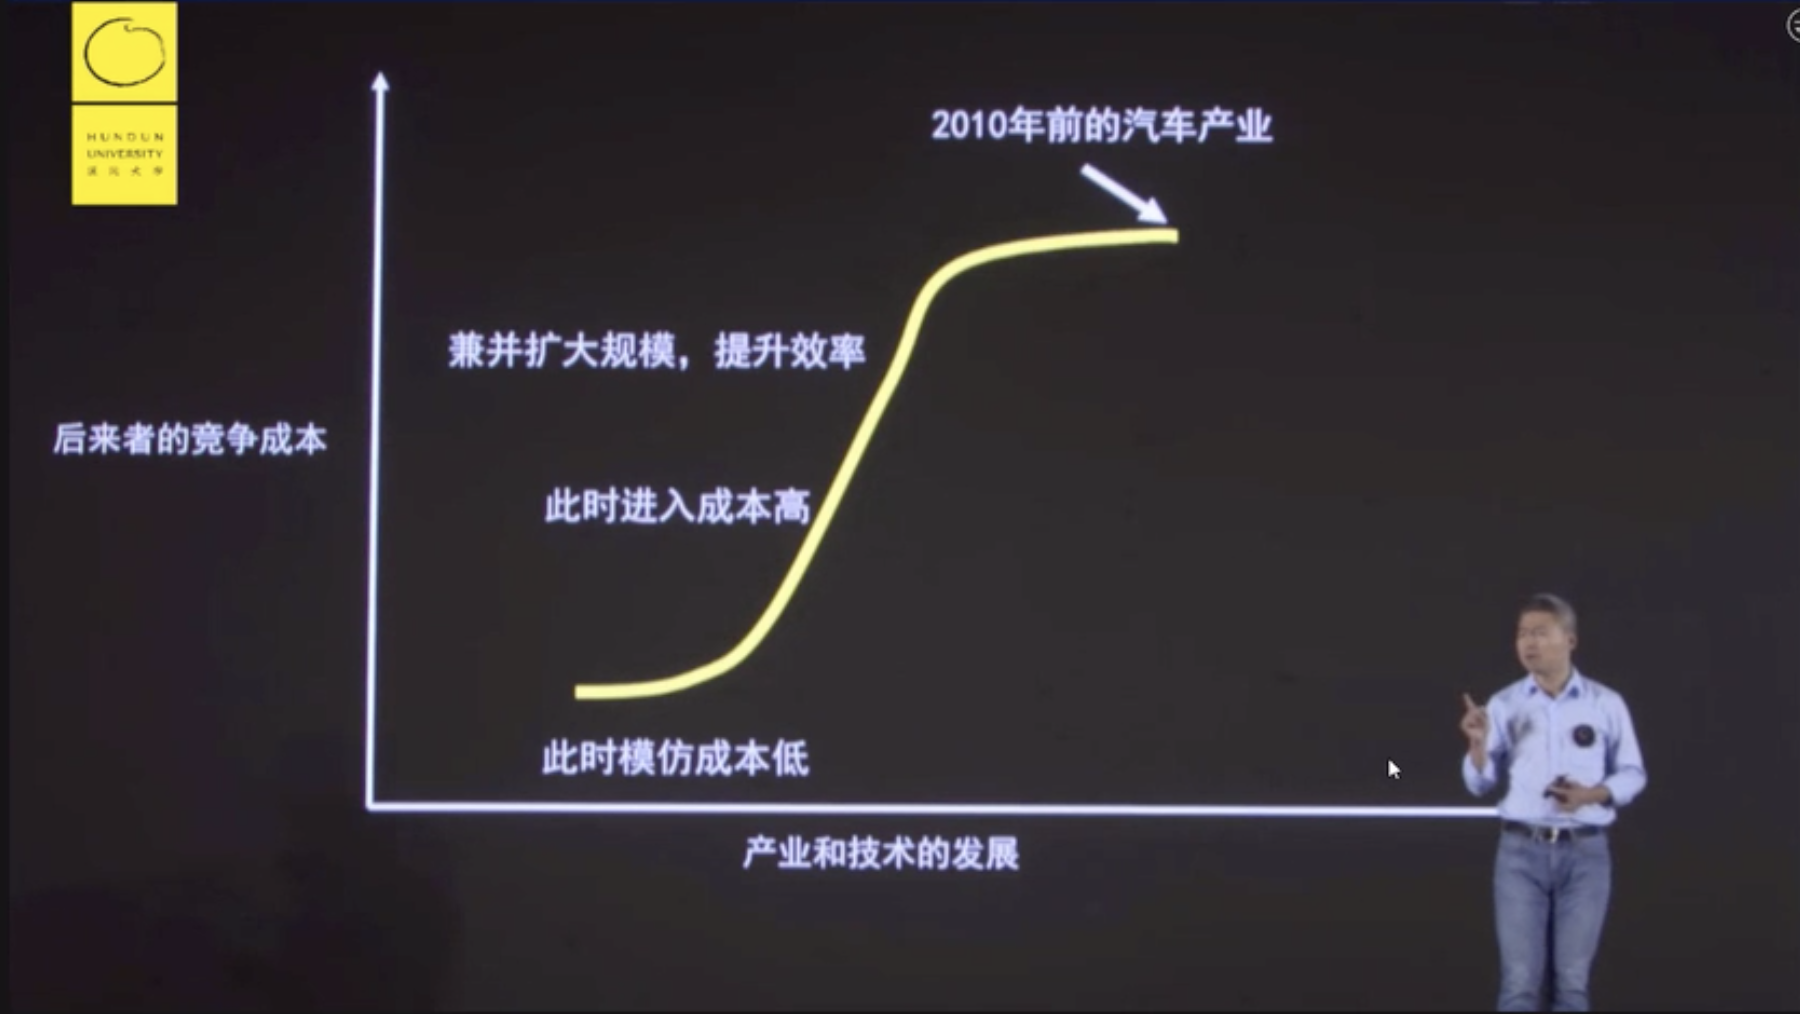 HUNDUN
UNIVERSITY
混沌大学
2010年前的汽车产业
兼并扩大规模，提升效率
后来者的竞争成本
此时进入成本高
此时模仿成本低
产业和技术的发展